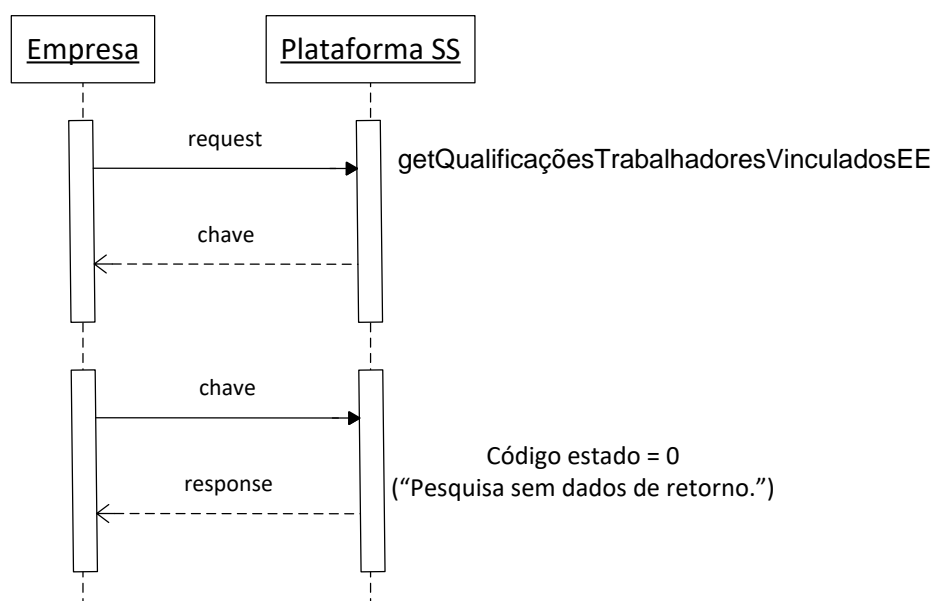 Empresa
Plataforma SS
request
getQualificaçõesTrabalhadoresVinculadosEE
chave
chave
Código estado = 0
response
(“Pesquisa sem dados de retorno.”)